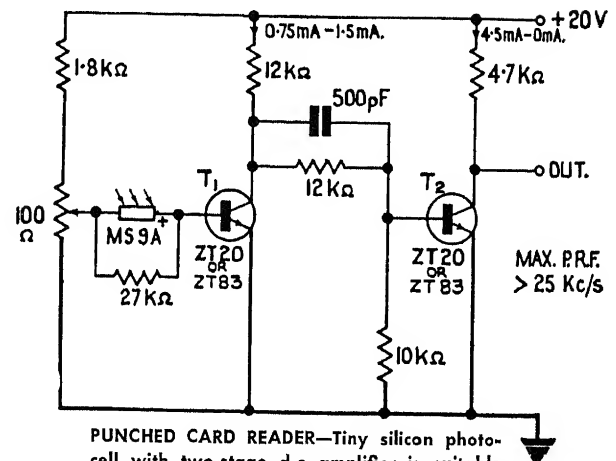 0·75mA-1·5mA.
4·5mA-0mA.
+20V
1·8kΩ
12kΩ
4·7kΩ
500pF
12kΩ
OUT.
T1
T2
100
Ω
MS9A
+
27kΩ
ZT20
OR
ZT83
ZT20
OR
ZT83
MAX. P.R.F.
> 25 Kc/s
10kΩ
PUNCHED CARD READER—Tiny silicon photo-
cell with two-stage d.c. amplifier is suitabl